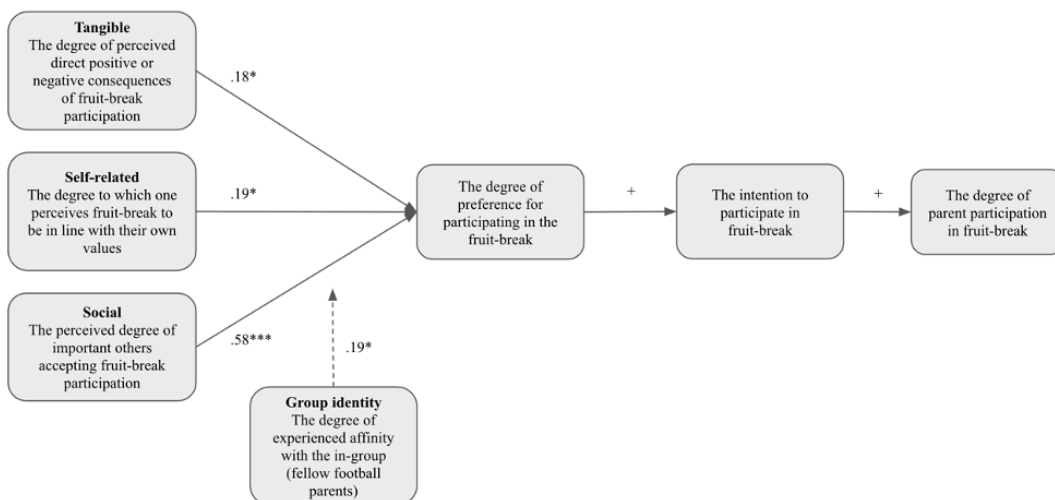 Tangible
The degree of perceived
direct positive or
negative consequences
of fruit-break
participation
.18*
Self-related
The degree to which one
perceives fruit-break to
be in line with their own
values
.19*
Social
The perceived degree of
important others
accepting fruit-break
participation
.58***
.19*
Group identity
The degree of
experienced affinity
with the in-group
(fellow football
parents)
The degree of
preference for
participating in the
fruit-break
+
The intention to
participate in
fruit-break
+
The degree of
parent participation
in fruit-break